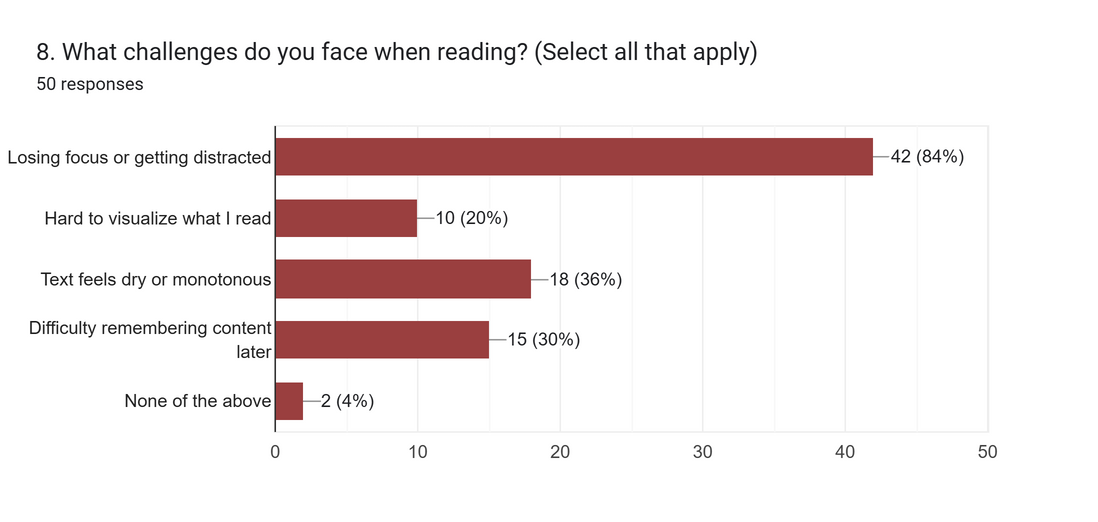 8. What challenges do you face when reading? (Select all that apply)
50 responses
Losing focus or getting distracted
42 (84%)
Hard to visualize what I read
10 (20%)
Text feels dry or monotonous
18 (36%)
Difficulty remembering content
later
15 (30%)
None of the above
2 (4%)
0 10 20 30 40 50